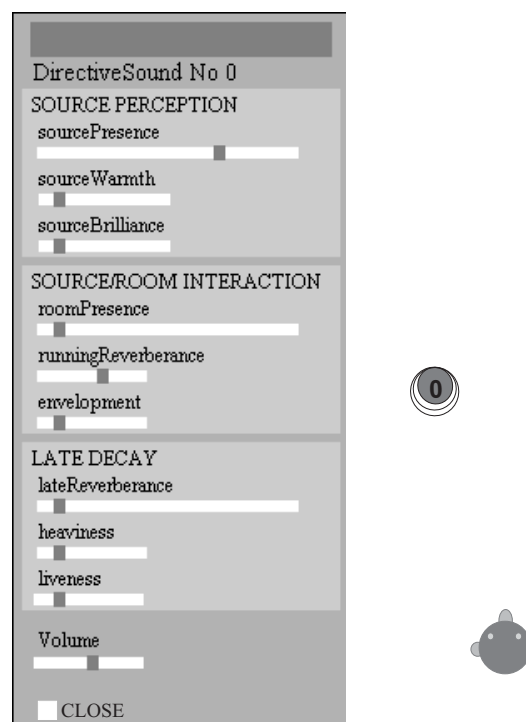 DirectiveSound No 0
SOURCE PERCEPTION
sourcePresence
sourceWarmth
sourceBrilliance
SOURCE/ROOM INTERACTION
roomPresence
runningReverberance
envelopment
LATE DECAY
lateReverberance
heaviness
liveness
Volume
CLOSE
0